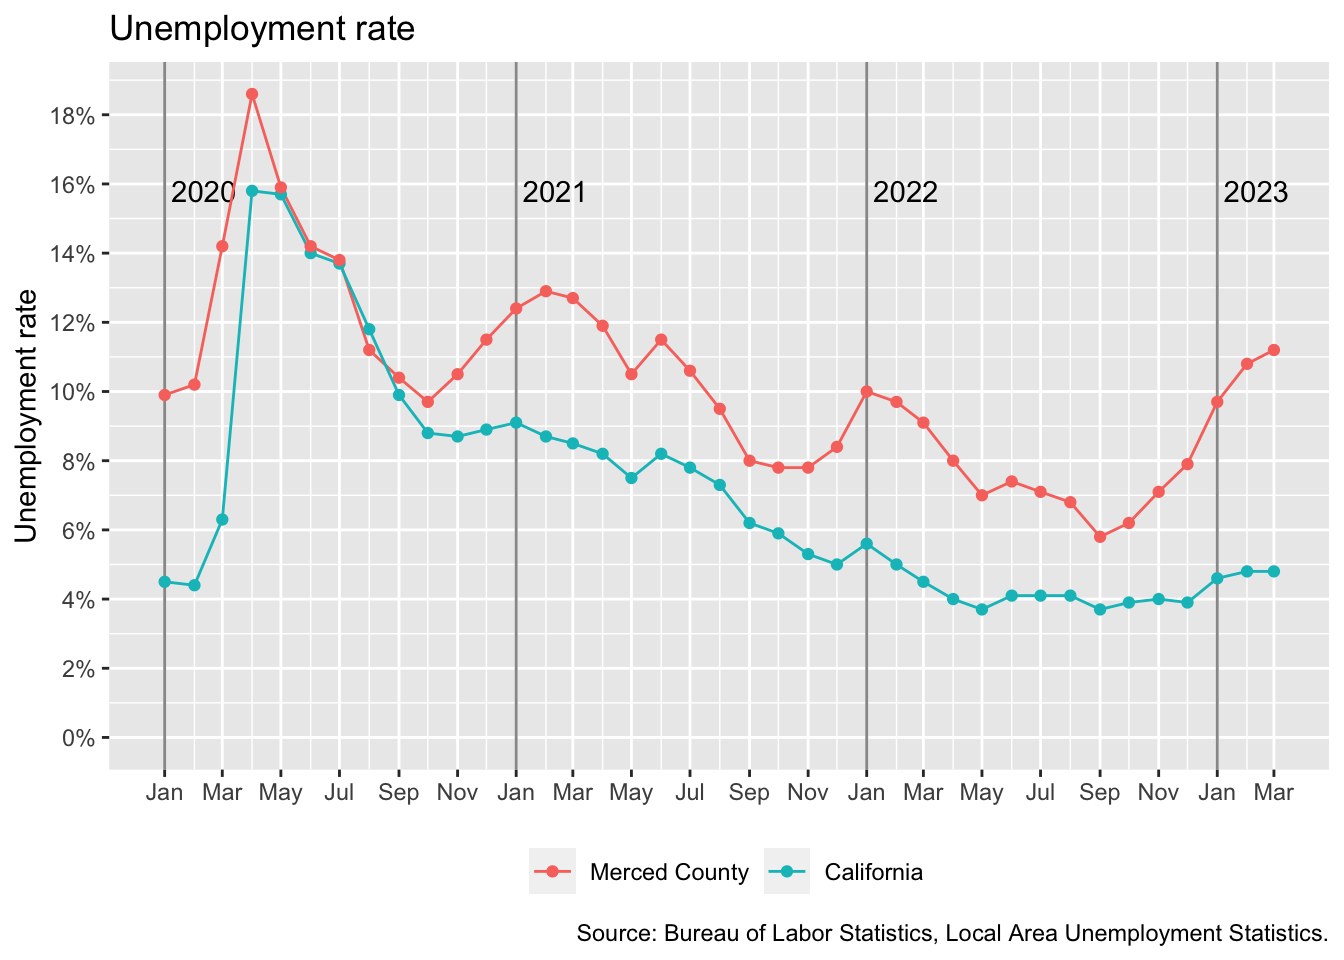 Unemployment rate
Unemployment rate
18%
16%
14%
12%
10%
8%
6%
4%
2%
0%
2020 2021 2022 2023
Jan Mar May Jul Sep Nov Jan Mar May Jul Sep Nov Jan Mar May Jul Sep Nov Jan Mar
Merced County California
Source: Bureau of Labor Statistics, Local Area Unemployment Statistics.